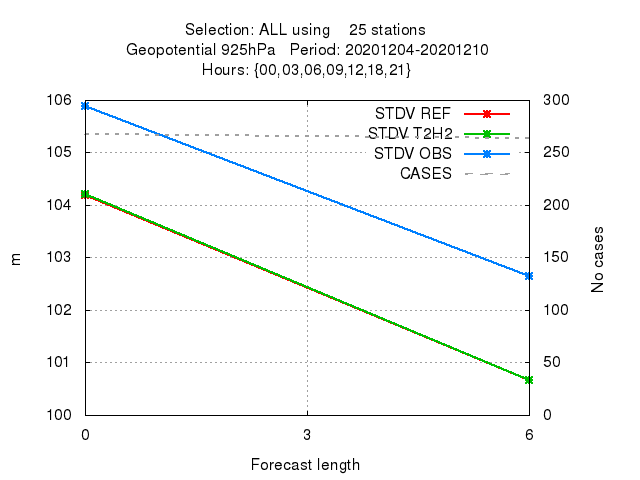 Selection: ALL using    25 stations
Geopotential 925hPa   Period: 20201204-20201210
Hours: {00,03,06,09,12,18,21}
106
105
104
103
102
101
100
300
250
200
150
100
50
0
STDV REF
STDV T2H2
STDV OBS
CASES
m
No cases
0 3 6
Forecast length